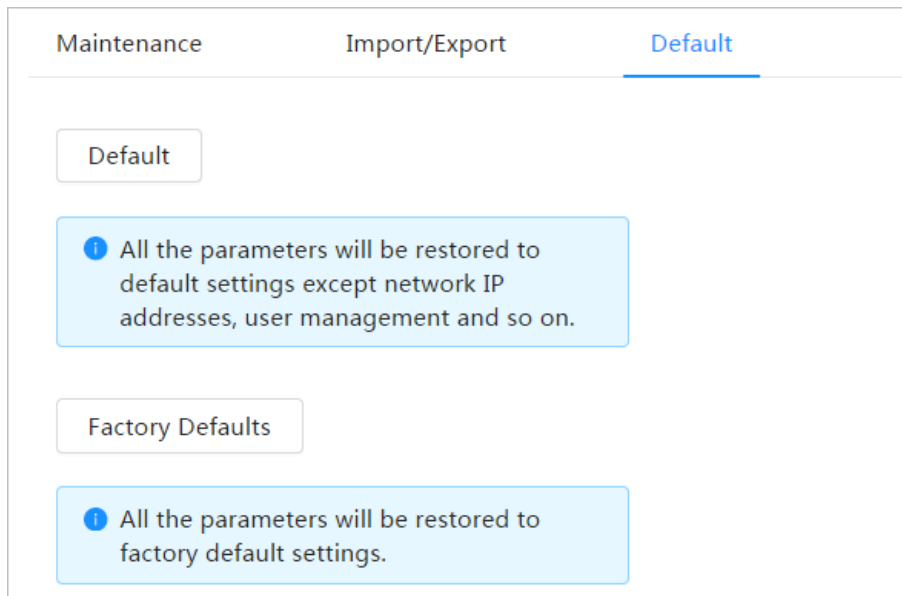 Maintenance Import/Export Default
Default
All the parameters will be restored to
default settings except network IP
addresses, user management and so on.
Factory Defaults
All the parameters will be restored to
factory default settings.